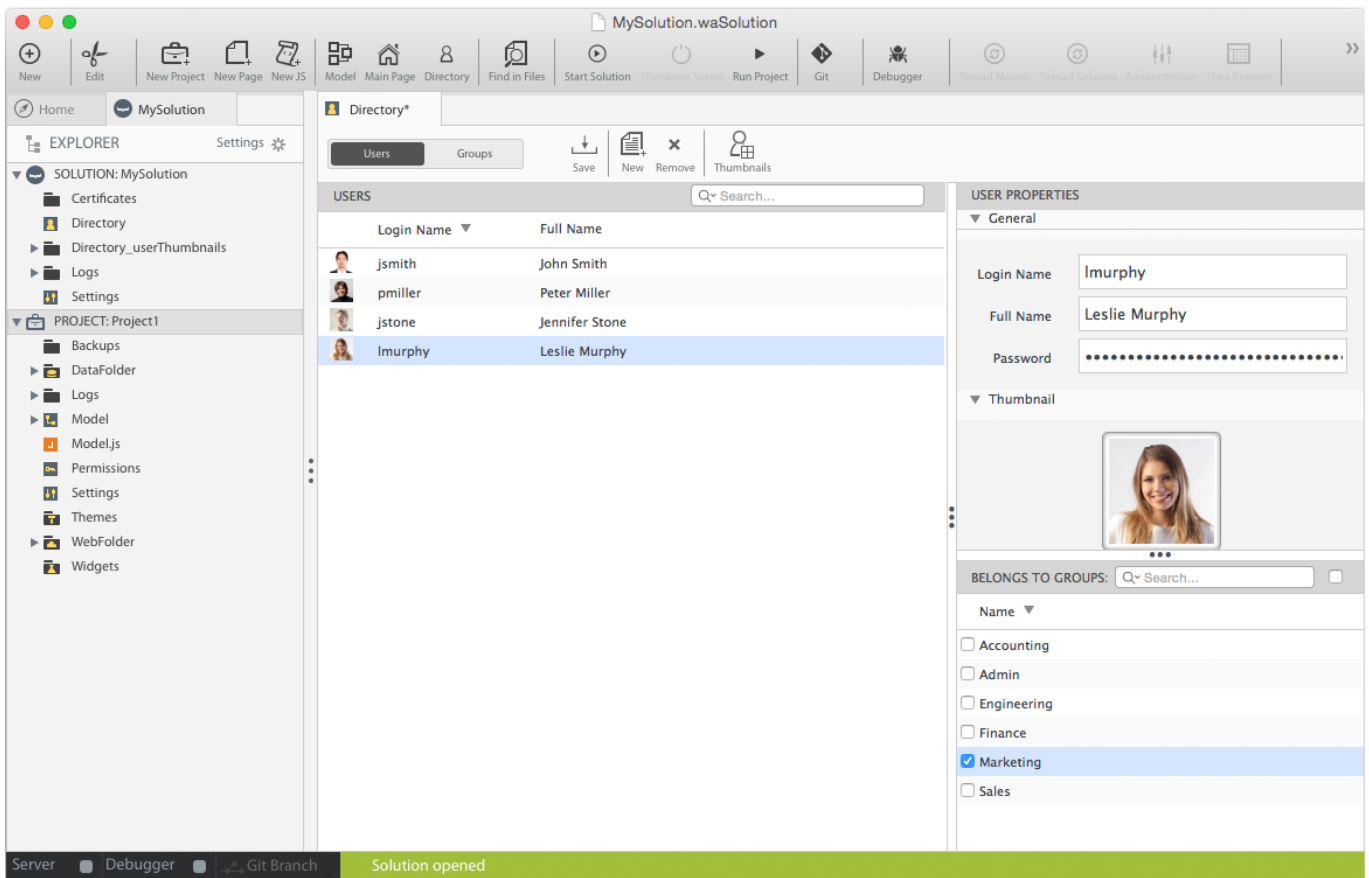 MySolution.waSolution
New
Edit
New Project
New Page
New JS
Model
Main Page
Directory
Find in Files
Start Solution
Shutdown Server
Run Project
Git
Debugger
Reload Models
Reload Solution
Administration
Data Browser
Home
MySolution
Directory*
EXPLORER
Settings
SOLUTION: MySolution
Certificates
Directory
Directory_userThumbnails
Logs
Settings
PROJECT: Project1
Backups
DataFolder
Logs
Model
Model.js
Permissions
Settings
Themes
WebFolder
Widgets
Users
Groups
Save
New
Remove
Thumbnails
USERS
Search...
Login Name
Full Name
jsmith
John Smith
pmiller
Peter Miller
jstone
Jennifer Stone
lmurphy
Leslie Murphy
USER PROPERTIES
General
Login Name
lmurphy
Full Name
Leslie Murphy
Password
Thumbnail
BELONGS TO GROUPS:
Search...
Name
Accounting
Admin
Engineering
Finance
Marketing
Sales
Server
Debugger
Git Branch
Solution opened